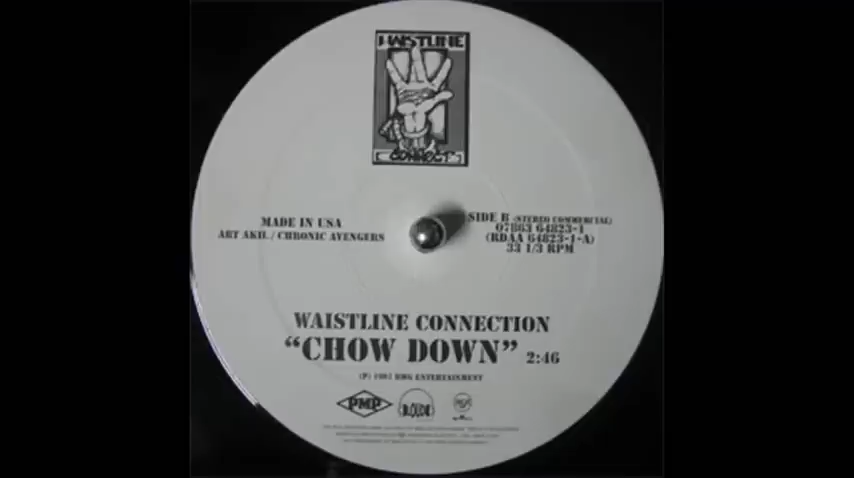 WAISTLINE
CONNECT
MADE IN USA
ART AKIL / CHRONIC AVENGERS
SIDE B (STEREO COMMERCIAL)
07863 64823-1
(RDAA 64823-1-A)
33 1/3 RPM
WAISTLINE CONNECTION
“CHOW DOWN” 2:46
(P) 1997 BMG ENTERTAINMENT
PMP
RCA